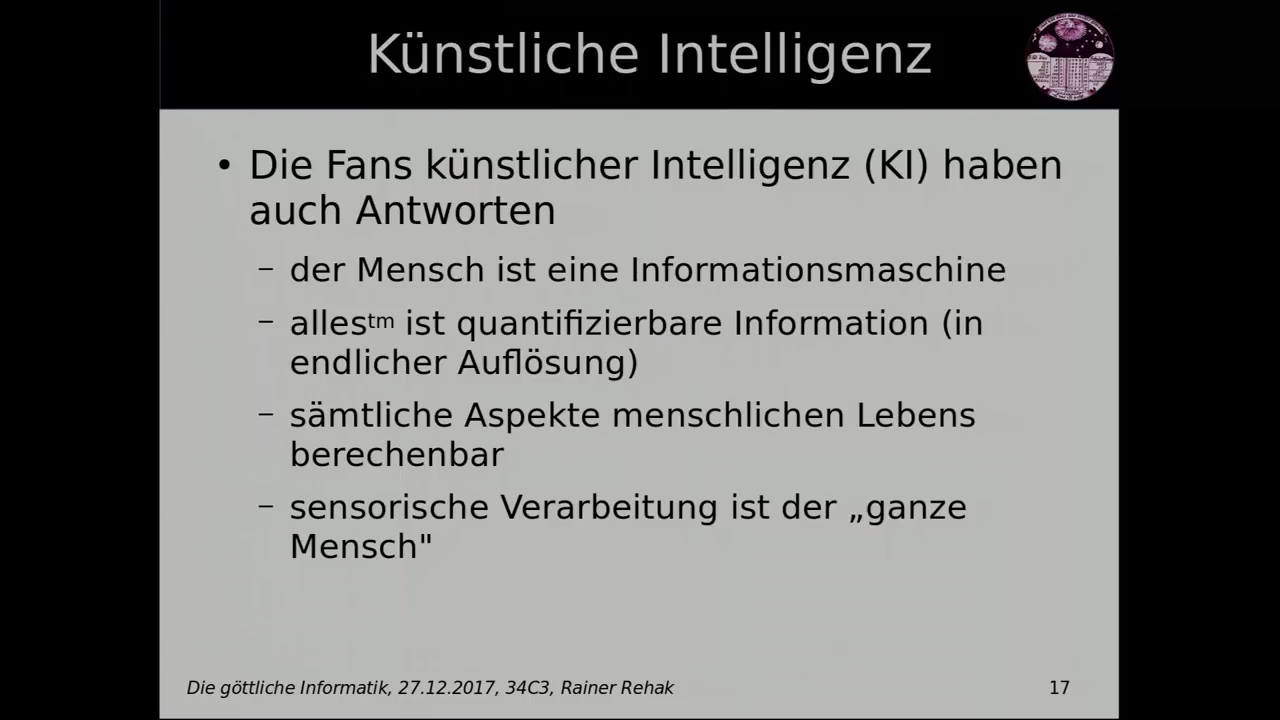 Künstliche Intelligenz
• Die Fans künstlicher Intelligenz (KI) haben
auch Antworten
– der Mensch ist eine Informationsmaschine
– allestm ist quantifizierbare Information (in
endlicher Auflösung)
– sämtliche Aspekte menschlichen Lebens
berechenbar
– sensorische Verarbeitung ist der „ganze
Mensch"
Die göttliche Informatik, 27.12.2017, 34C3, Rainer Rehak
17